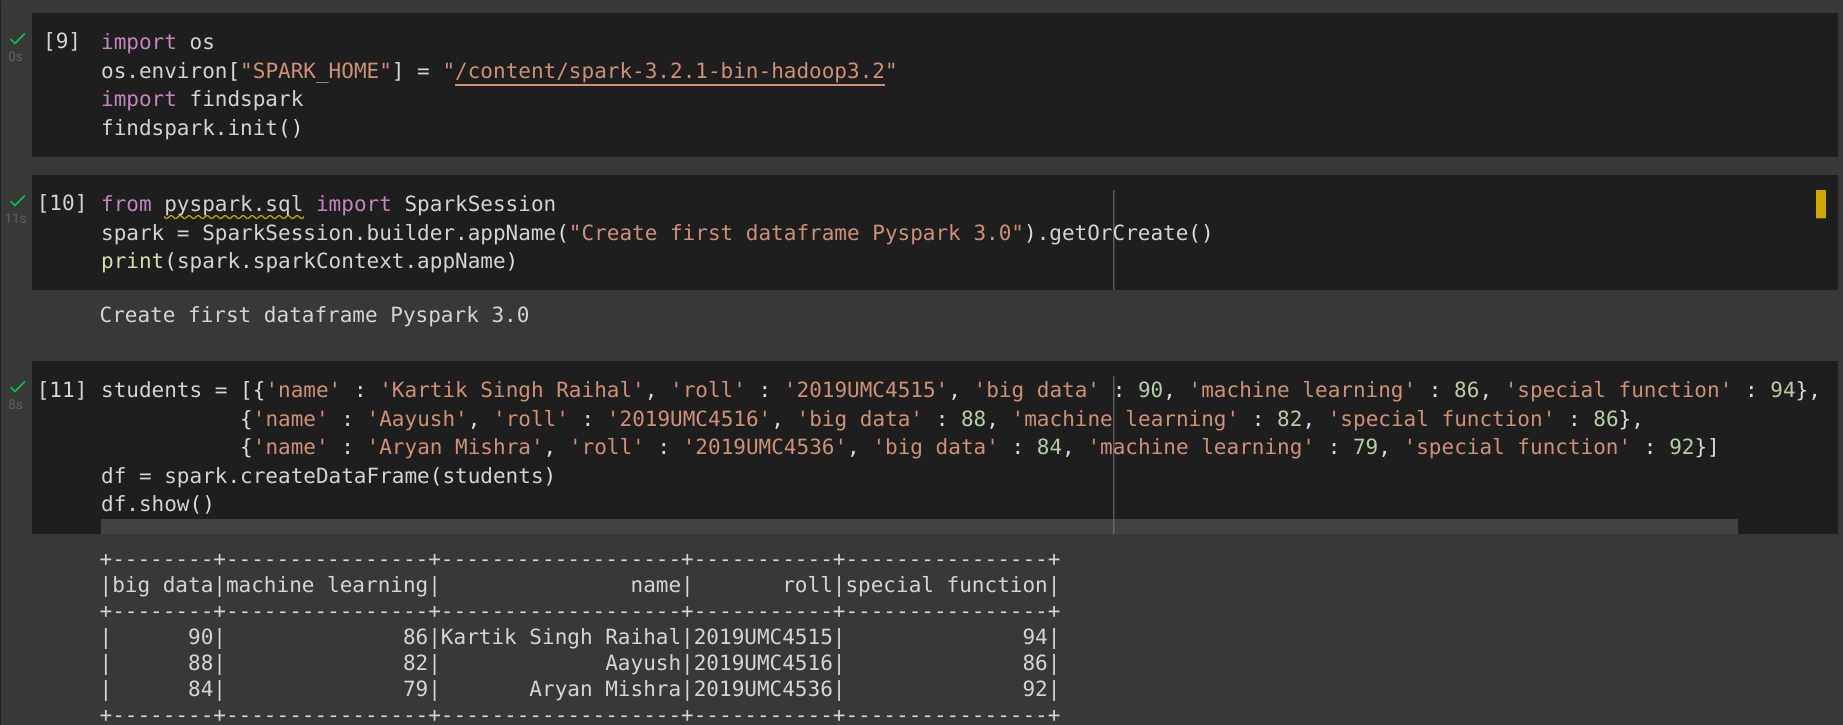 [9] import os
0s
os.environ["SPARK_HOME"] = "/content/spark-3.2.1-bin-hadoop3.2"
import findspark
findspark.init()
[10] from pyspark.sql import SparkSession
11s
spark = SparkSession.builder.appName("Create first dataframe Pyspark 3.0").getOrCreate()
print(spark.sparkContext.appName)
Create first dataframe Pyspark 3.0
[11] students = [{'name' : 'Kartik Singh Raihal', 'roll' : '2019UMC4515', 'big data' : 90, 'machine learning' : 86, 'special function' : 94},
8s
{'name' : 'Aayush', 'roll' : '2019UMC4516', 'big data' : 88, 'machine learning' : 82, 'special function' : 86},
{'name' : 'Aryan Mishra', 'roll' : '2019UMC4536', 'big data' : 84, 'machine learning' : 79, 'special function' : 92}]
df = spark.createDataFrame(students)
df.show()
+--------+----------------+-------------------+-----------+----------------+
|big data|machine learning|               name|       roll|special function|
+--------+----------------+-------------------+-----------+----------------+
|      90|              86|Kartik Singh Raihal|2019UMC4515|              94|
|      88|              82|             Aayush|2019UMC4516|              86|
|      84|              79|       Aryan Mishra|2019UMC4536|              92|
+--------+----------------+-------------------+-----------+----------------+